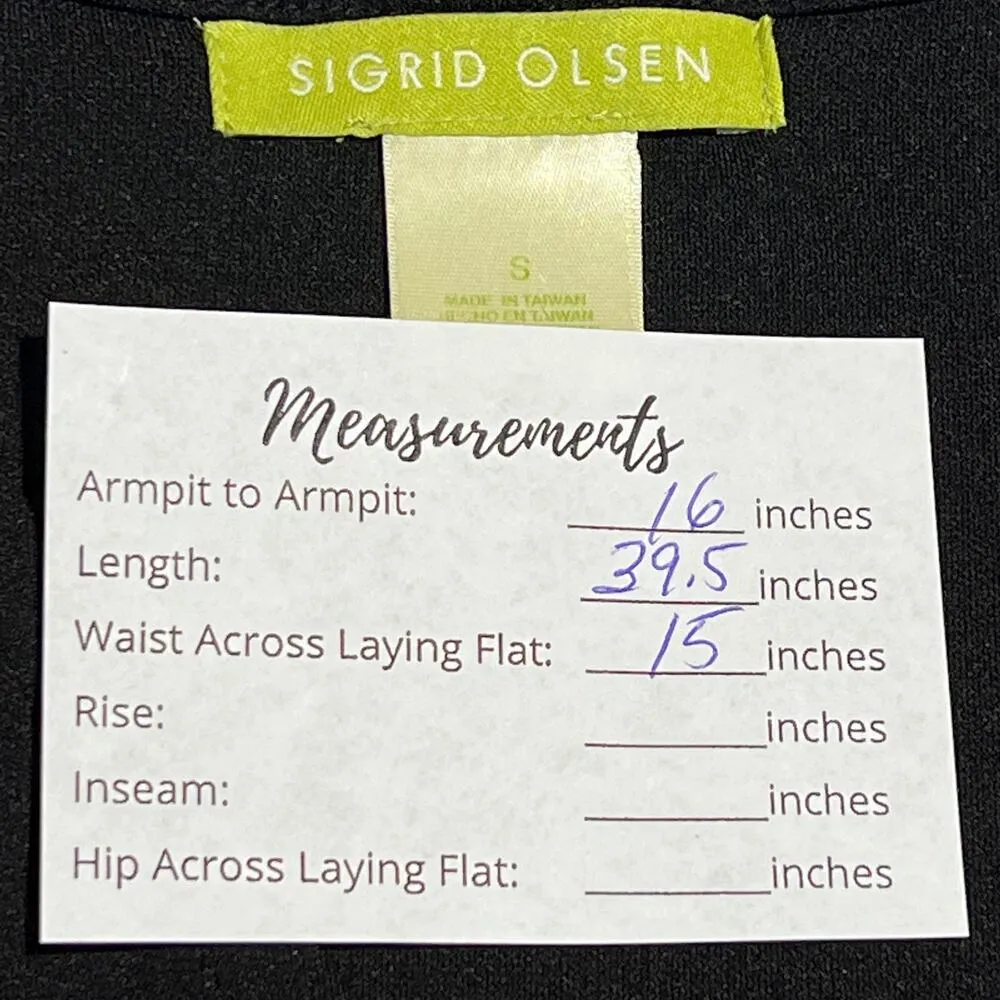 SIGRID OLSEN
S
MADE IN TAIWAN
EN TAIWAN
Measurements
Armpit to Armpit: 16 inches
Length: 39.5 inches
Waist Across Laying Flat: 15 inches
Rise: inches
Inseam: inches
Hip Across Laying Flat: inches